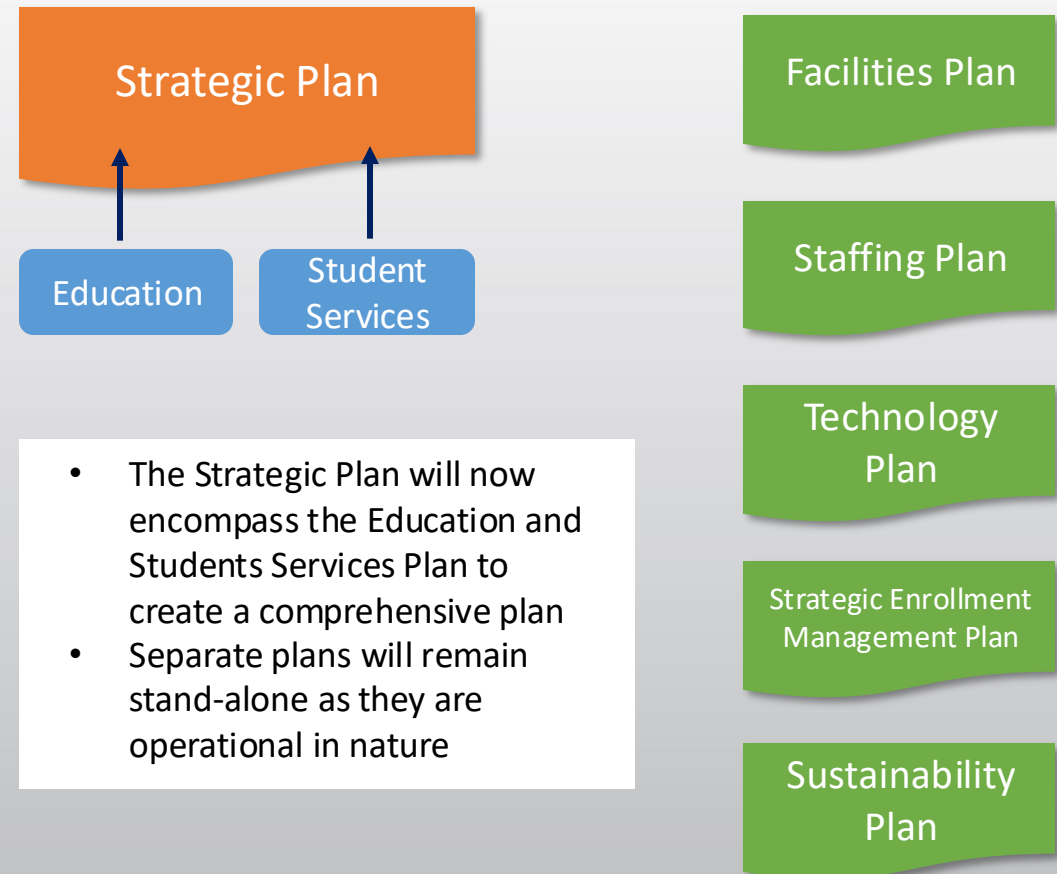 Strategic Plan
Education
Student
Services
• The Strategic Plan will now
encompass the Education and
Students Services Plan to
create a comprehensive plan
• Separate plans will remain
stand-alone as they are
operational in nature
Facilities Plan
Staffing Plan
Technology
Plan
Strategic Enrollment
Management Plan
Sustainability
Plan